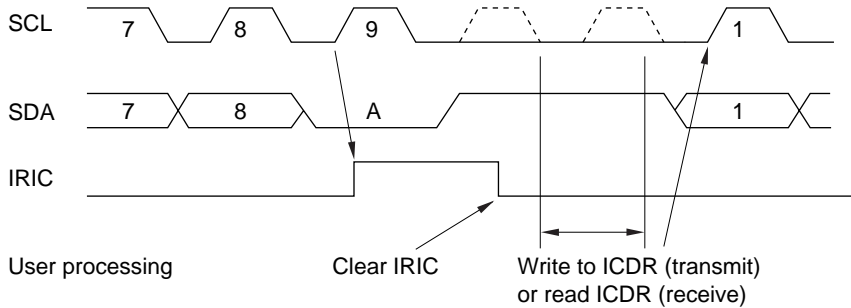 SCL 7 8 9 1
SDA 7 8 A 1
IRIC
User processing Clear IRIC Write to ICDR (transmit)
or read ICDR (receive)